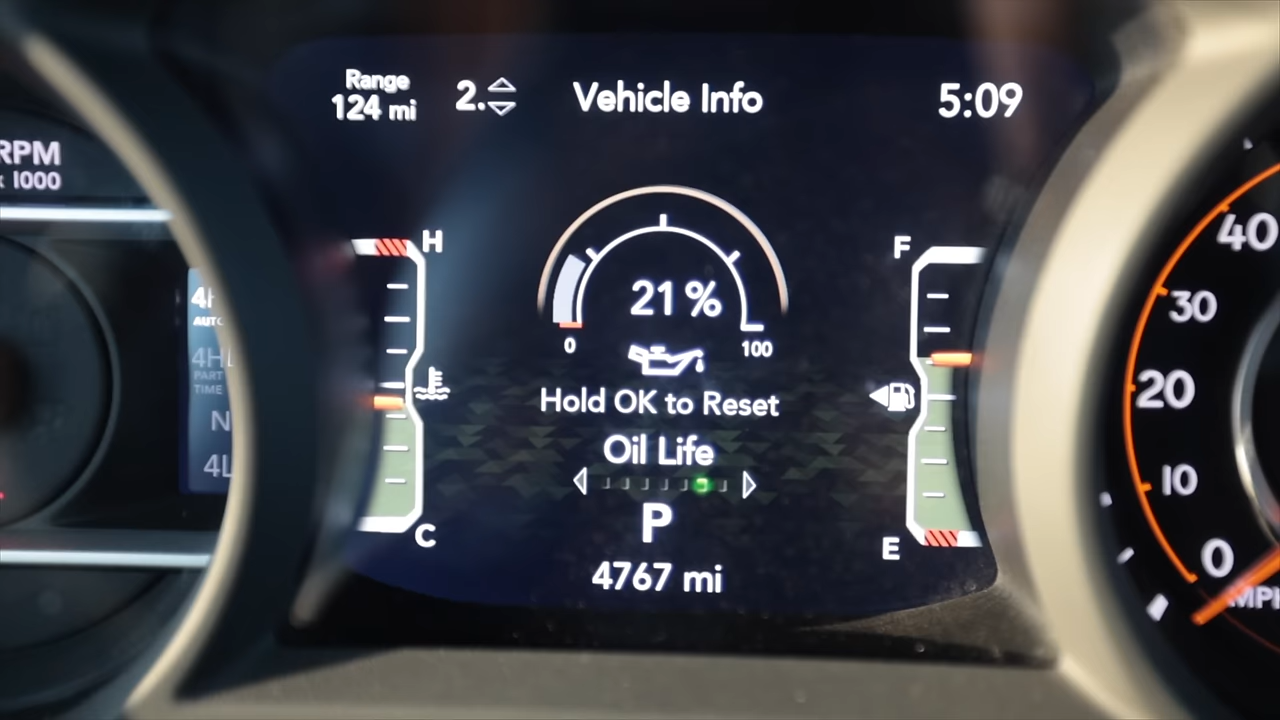 Range
124 mi
2.
Vehicle Info
5:09
RPM
x 1000
H
F
40
30
20
10
0
MPH
4H
AUTO
4H
PART
TIME
N
4L
21 %
0
100
Hold OK to Reset
Oil Life
C
E
P
4767 mi